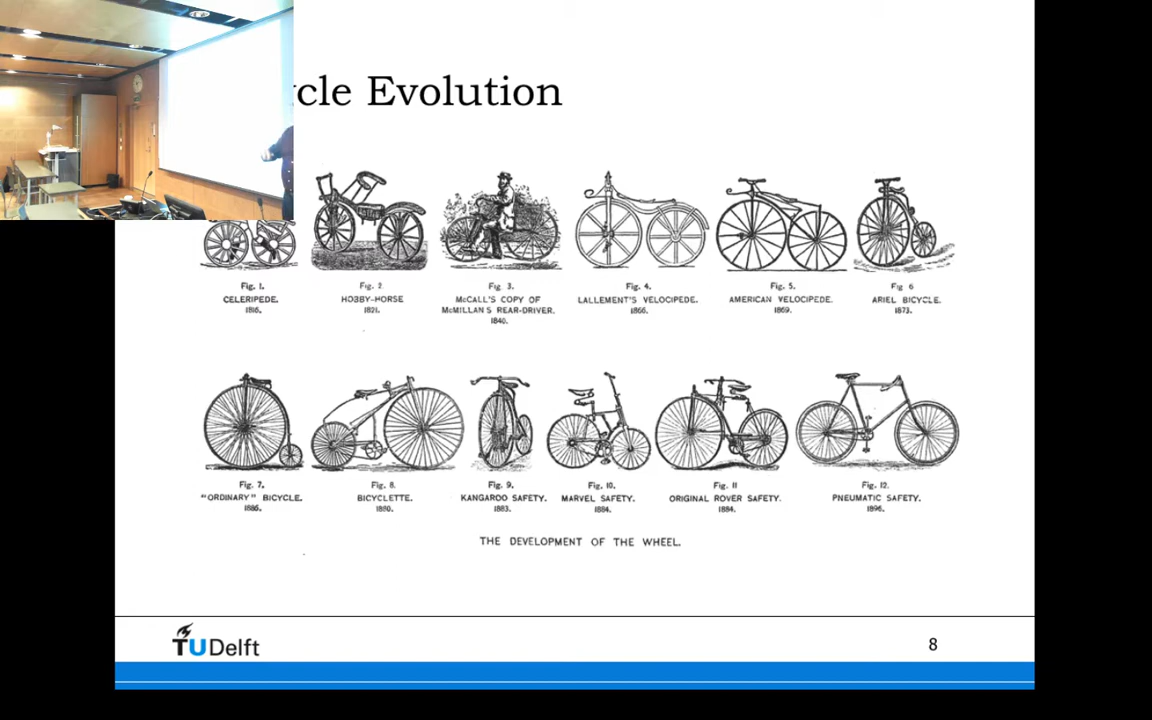 cle Evolution
Fig. 1.
CELERIPEDE.
1816.
Fig. 2
HOBBY-HORSE
1821.
Fig 3.
McCALL'S COPY OF
McMILLAN'S REAR-DRIVER.
1840.
Fig. 4.
LALLEMENT'S VELOCIPEDE.
1866.
Fig. 5.
AMERICAN VELOCIPEDE.
1869.
Fig 6
ARIEL BICYCLE.
1873.
Fig. 7.
"ORDINARY" BICYCLE.
Fig. 8.
BICYCLETTE.
1880.
Fig. 9.
KANGAROO SAFETY.
1883.
Fig. 10.
MARVEL SAFETY.
1884.
Fig. 11
ORIGINAL ROVER SAFETY.
1884.
Fig. 12.
PNEUMATIC SAFETY.
1896.
THE DEVELOPMENT OF THE WHEEL.
TU Delft
8